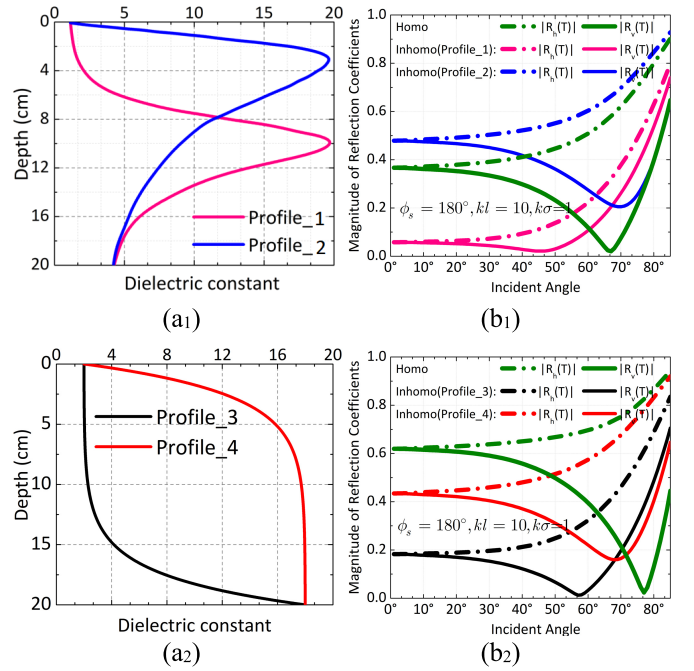 0 5 10 15 20
0
4
8
12
16
20
Depth (cm)
Profile_1
Profile_2
Dielectric constant
(a1)
Magnitude of Reflection Coefficients
1.0
0.8
0.6
0.4
0.2
0.0
Homo |Rh(T)| |Rv(T)|
Inhomo(Profile_1): |Rh(T)| |Rv(T)|
Inhomo(Profile_2): |Rh(T)| |Rv(T)|
ϕs = 180°, kl = 10, kσ=1
0° 10° 20° 30° 40° 50° 60° 70° 80°
Incident Angle
(b1)
0 4 8 12 16 20
0
5
10
15
20
Depth (cm)
Profile_3
Profile_4
Dielectric constant
(a2)
Magnitude of Reflection Coefficients
1.0
0.8
0.6
0.4
0.2
0.0
Homo |Rh(T)| |Rv(T)|
Inhomo(Profile_3): |Rh(T)| |Rv(T)|
Inhomo(Profile_4): |Rh(T)| |Rv(T)|
ϕs = 180°, kl = 10, kσ=1
0° 10° 20° 30° 40° 50° 60° 70° 80°
Incident Angle
(b2)